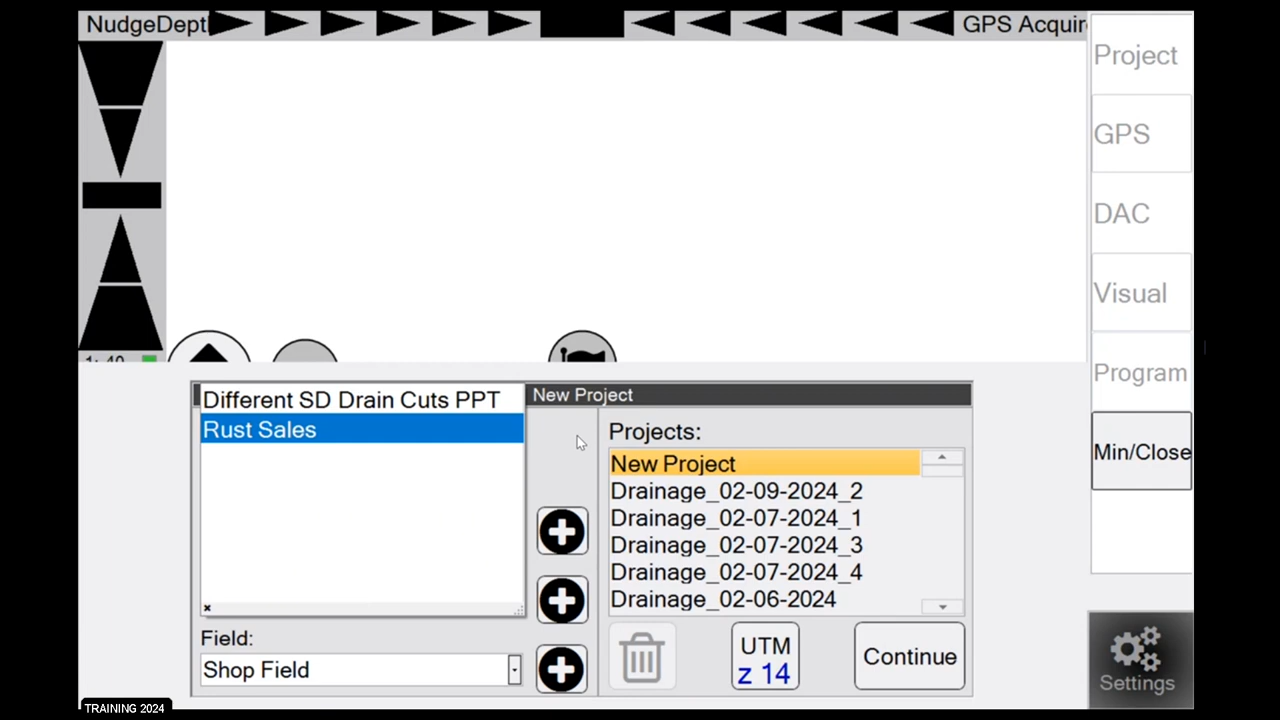 NudgeDept
GPS Acquir
Project
GPS
DAC
Visual
Program
Min/Close
1: 40
Different SD Drain Cuts PPT
Rust Sales
Field:
Shop Field
New Project
Projects:
New Project
Drainage_02-09-2024_2
Drainage_02-07-2024_1
Drainage_02-07-2024_3
Drainage_02-07-2024_4
Drainage_02-06-2024
UTM
z 14
Continue
Settings
TRAINING 2024